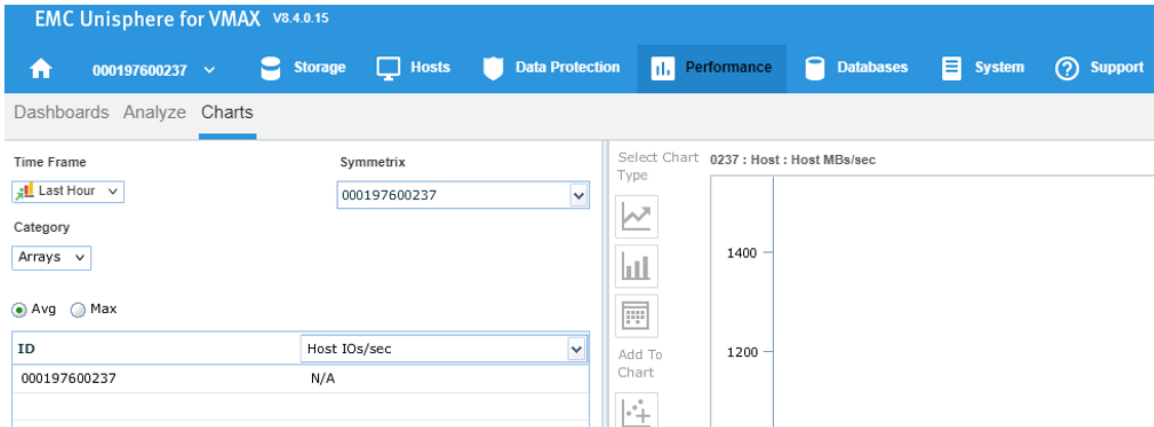 EMC Unisphere for VMAX V8.4.0.15
000197600237 Storage Hosts Data Protection Performance Databases System Support
Dashboards Analyze Charts
Time Frame Symmetrix
Last Hour 000197600237
Category
Arrays
Avg Max
ID Host IOs/sec
000197600237 N/A
Select Chart Type
0237 : Host : Host MBs/sec
1400
1200
Add To
Chart